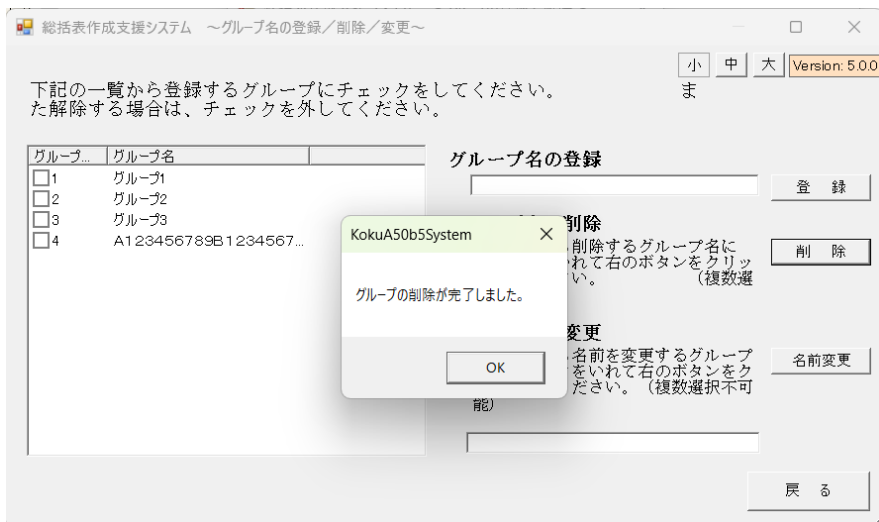 総括表作成支援システム ～グループ名の登録／削除／変更～
小 中 大 Version: 5.0.0
下記の一覧から登録するグループにチェックをしてください。 ま
た解除する場合は、チェックを外してください。
グループ... グループ名
1 グループ1
2 グループ2
3 グループ3
4 A123456789B1234567...
グループ名の登録
登 録
削除
削除するグループ名に
れて右のボタンをクリッ
い。 （複数選
削 除
変更
名前を変更するグループ
をいれて右のボタンをク
ださい。（複数選択不可
能）
名前変更
KokuA50b5System
グループの削除が完了しました。
OK
戻 る